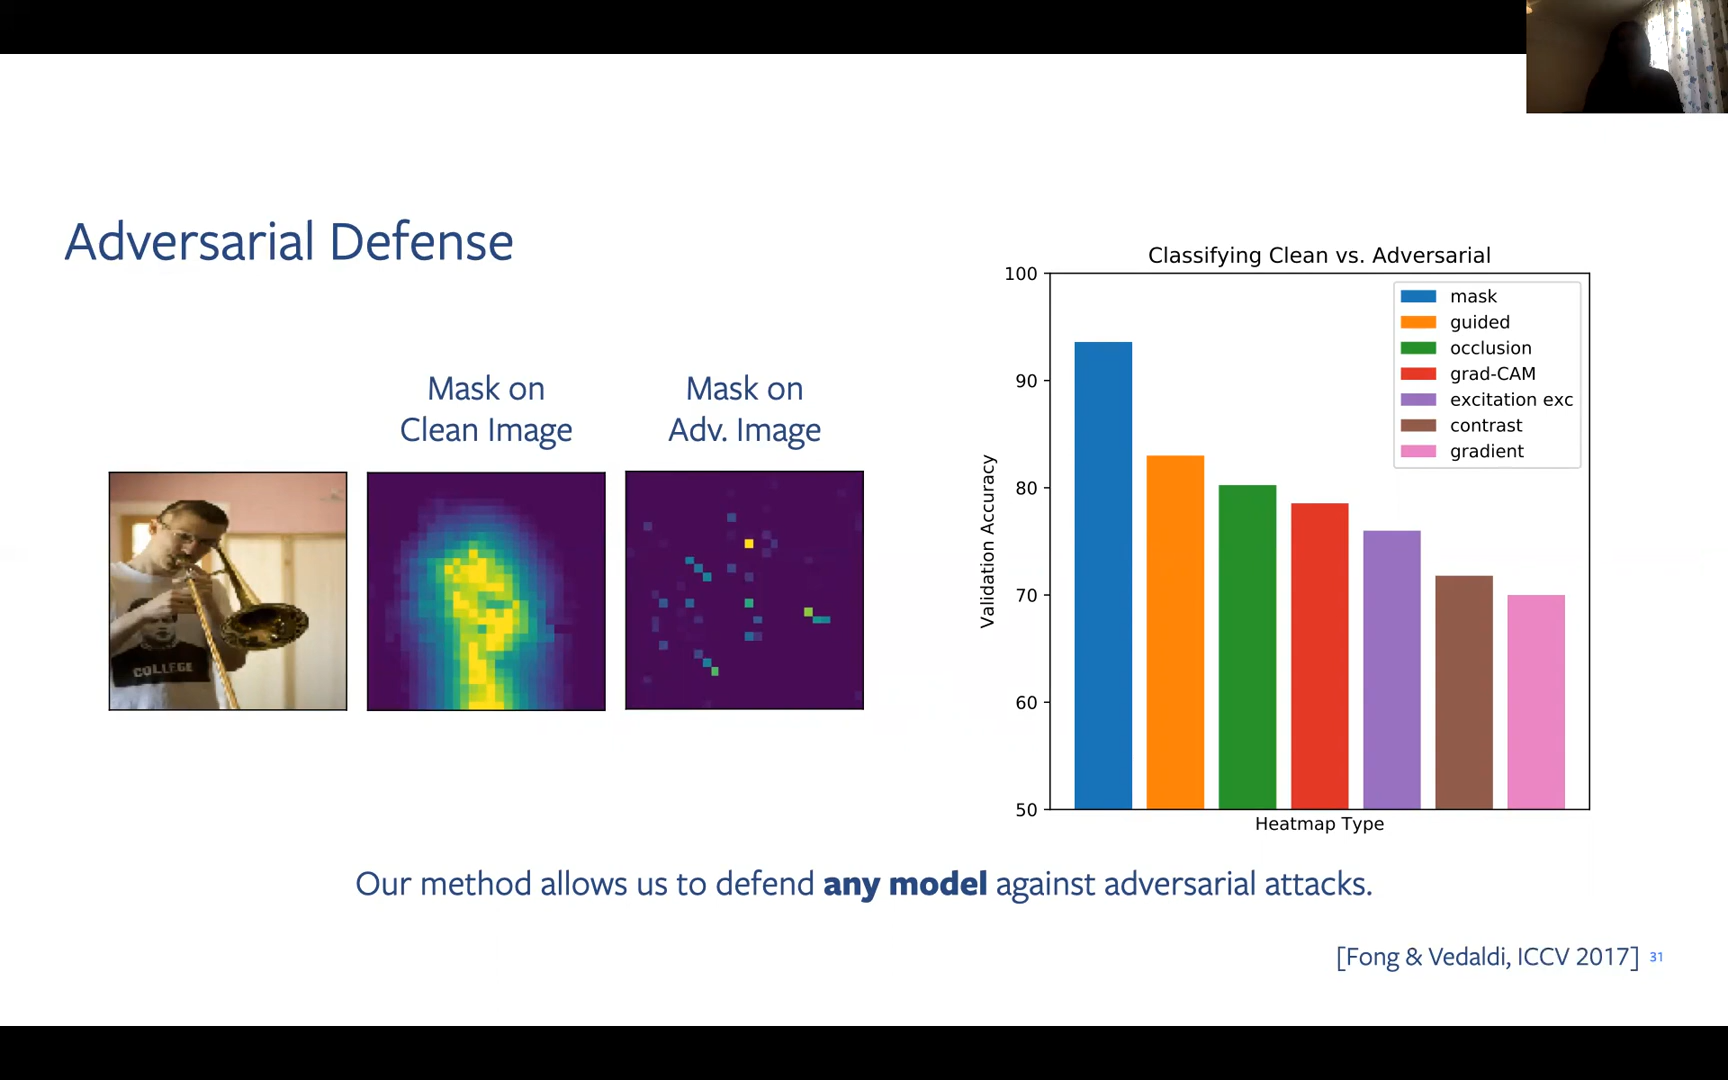 Adversarial Defense
Mask on
Clean Image
Mask on
Adv. Image
COLLEGE
Classifying Clean vs. Adversarial
100
90
80
70
60
50
Validation Accuracy
Heatmap Type
mask
guided
occlusion
grad-CAM
excitation exc
contrast
gradient
Our method allows us to defend any model against adversarial attacks.
[Fong & Vedaldi, ICCV 2017] 31